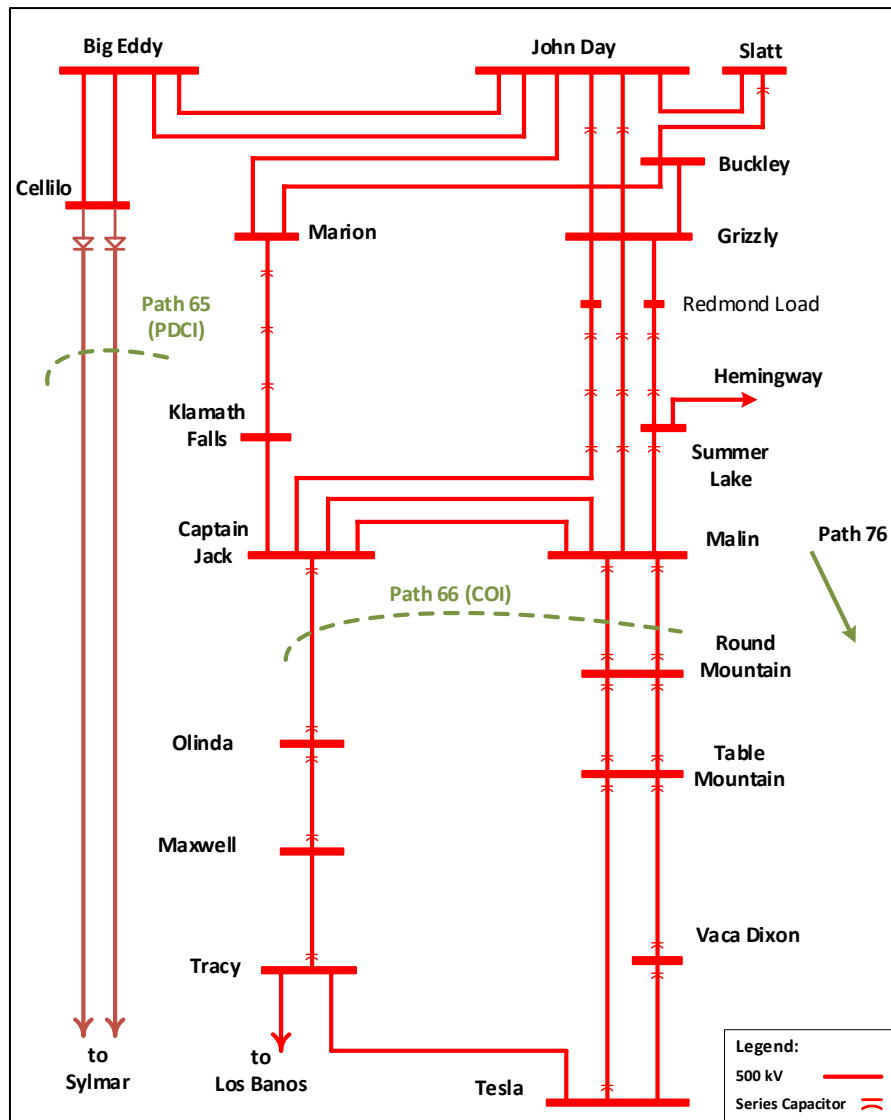 Big Eddy
John Day
Slatt
Buckley
Cellilo
Marion
Grizzly
Path 65
(PDCI)
Redmond Load
Hemingway
Klamath
Falls
Summer
Lake
Captain
Jack
Malin
Path 76
Path 66 (COI)
Round
Mountain
Olinda
Table
Mountain
Maxwell
Vaca Dixon
Tracy
to
Sylmar
to
Los Banos
Tesla
Legend:
500 kV
Series Capacitor